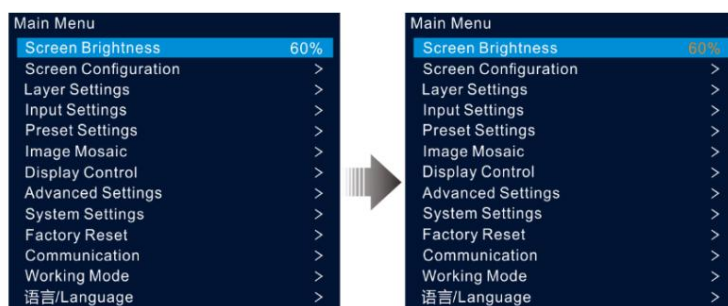 Main Menu
Screen Brightness 60%
Screen Configuration >
Layer Settings >
Input Settings >
Preset Settings >
Image Mosaic >
Display Control >
Advanced Settings >
System Settings >
Factory Reset >
Communication >
Working Mode >
语言/Language >
Main Menu
Screen Brightness 60%
Screen Configuration >
Layer Settings >
Input Settings >
Preset Settings >
Image Mosaic >
Display Control >
Advanced Settings >
System Settings >
Factory Reset >
Communication >
Working Mode >
语言/Language >